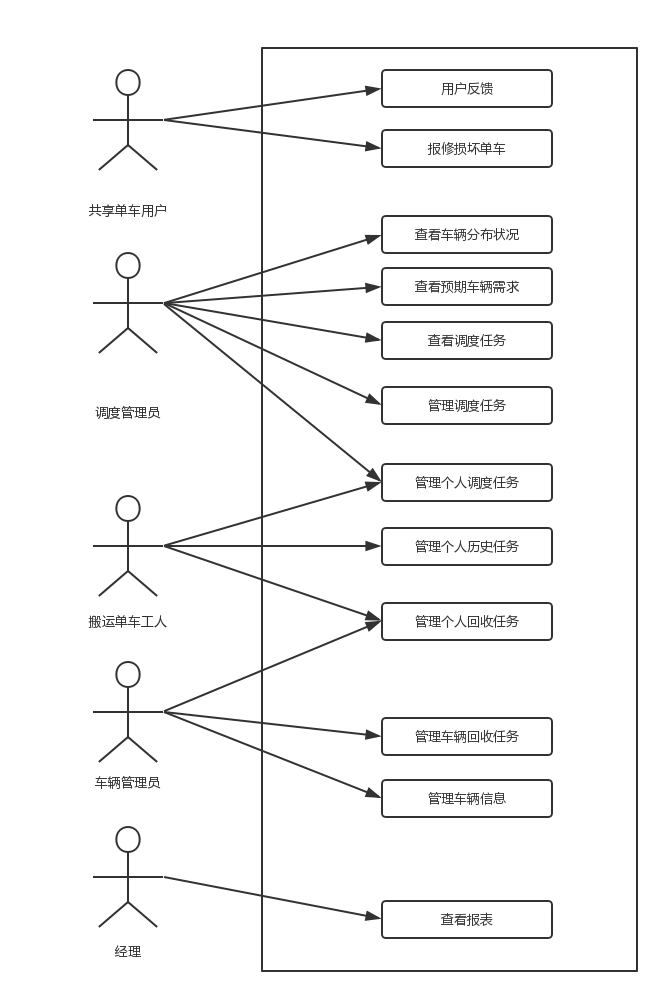 用户反馈
报修损坏单车
共享单车用户
查看车辆分布状况
查看预期车辆需求
查看调度任务
管理调度任务
调度管理员
管理个人调度任务
管理个人历史任务
管理个人回收任务
搬运单车工人
管理车辆回收任务
车辆管理员
管理车辆信息
查看报表
经理